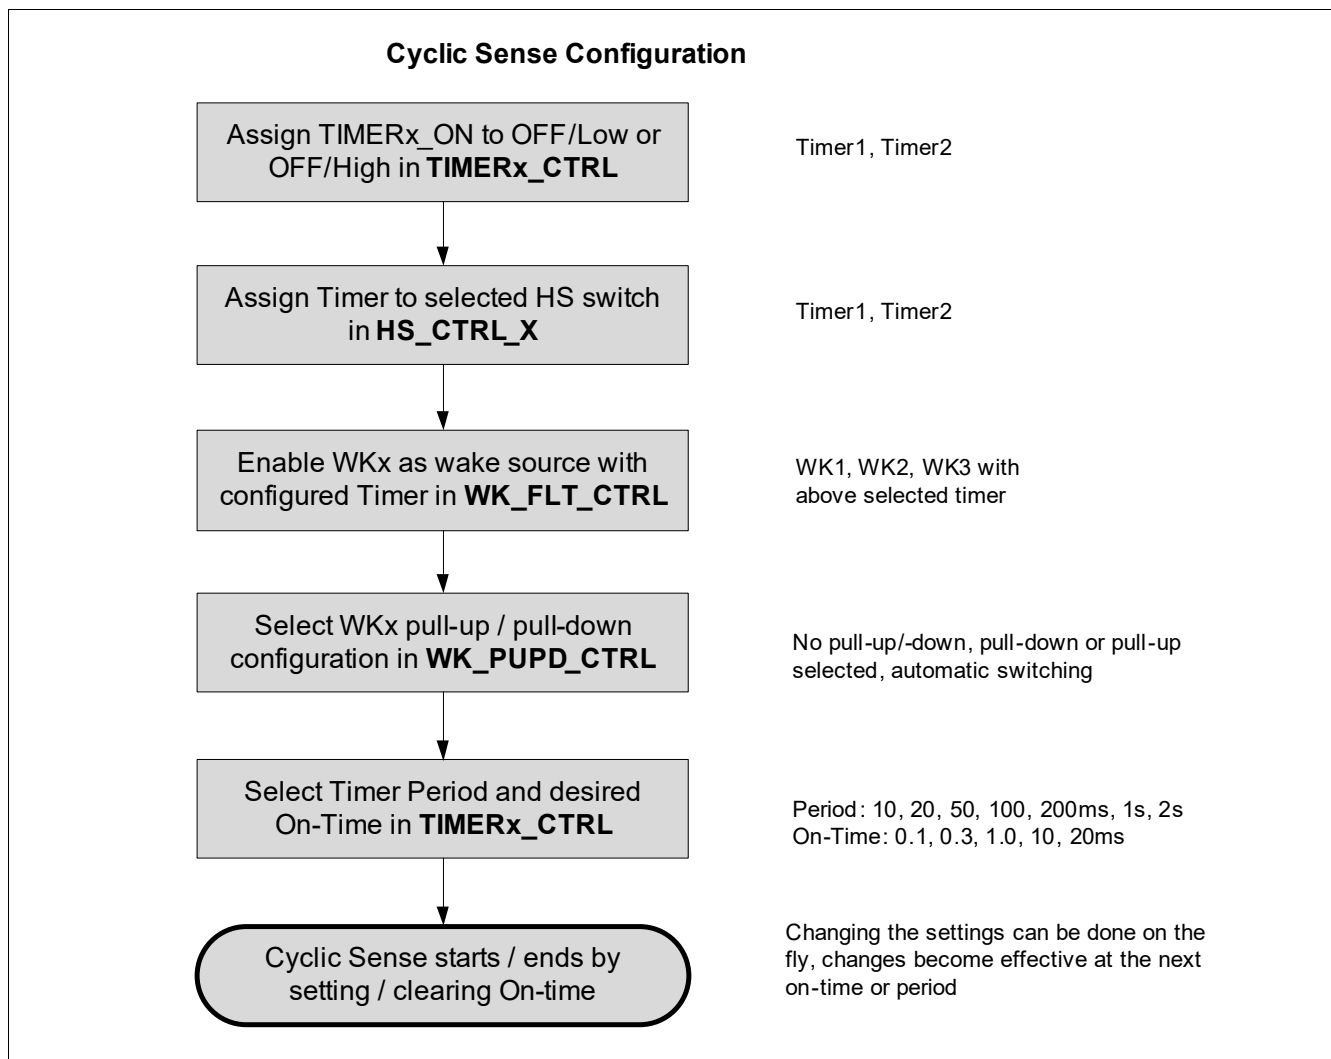 Cyclic Sense Configuration
Assign TIMERx_ON to OFF/Low or
OFF/High in TIMERx_CTRL
Timer1, Timer2
Assign Timer to selected HS switch
in HS_CTRL_X
Timer1, Timer2
Enable WKx as wake source with
configured Timer in WK_FLT_CTRL
WK1, WK2, WK3 with
above selected timer
Select WKx pull-up / pull-down
configuration in WK_PUPD_CTRL
No pull-up/-down, pull-down or pull-up
selected, automatic switching
Select Timer Period and desired
On-Time in TIMERx_CTRL
Period: 10, 20, 50, 100, 200ms, 1s, 2s
On-Time: 0.1, 0.3, 1.0, 10, 20ms
Cyclic Sense starts / ends by
setting / clearing On-time
Changing the settings can be done on the
fly, changes become effective at the next
on-time or period